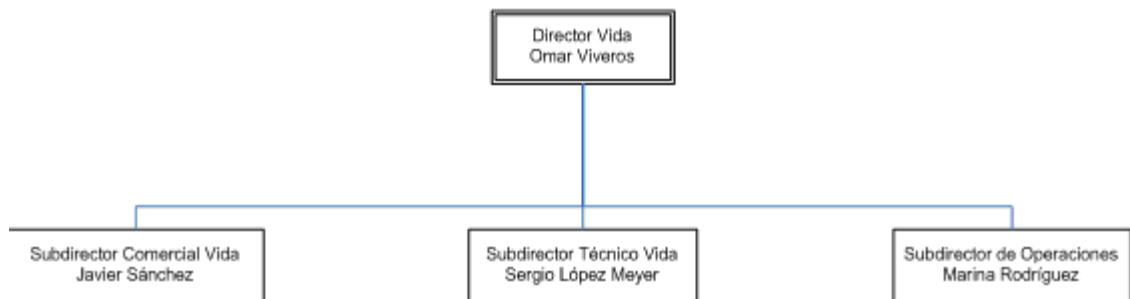 Director Vida
Omar Viveros
Subdirector Comercial Vida
Javier Sánchez
Subdirector Técnico Vida
Sergio López Meyer
Subdirector de Operaciones
Marina Rodríguez